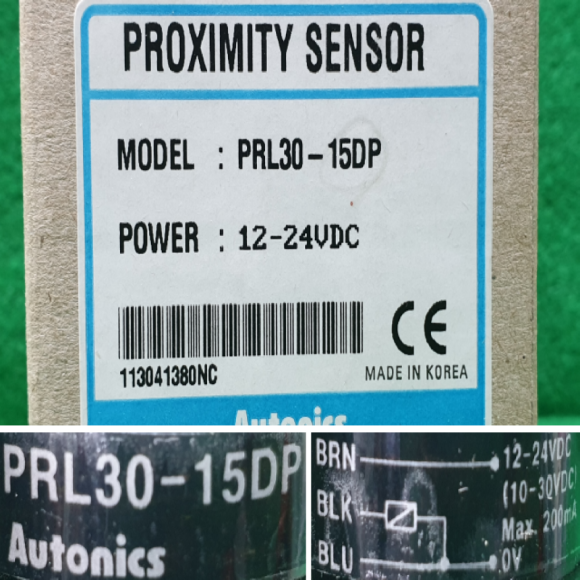 PROXIMITY SENSOR
MODEL : PRL30-15DP
POWER : 12-24VDC
CE
113041380NC
MADE IN KOREA
Autonics
PRL30-15DP
Autonics
BRN
12-24VDC
(10-30VDC)
BLK
Max. 200mA
BLU
0V